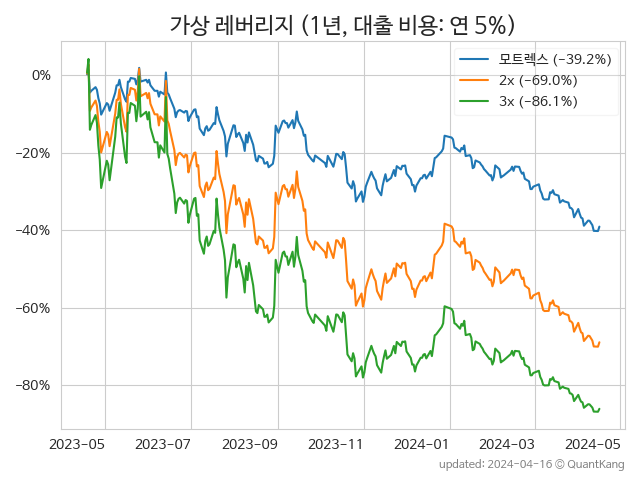 가상 레버리지 (1년, 대출 비용: 연 5%)
모트렉스 (−39.2%)
2x (−69.0%)
3x (−86.1%)
0%
−20%
−40%
−60%
−80%
2023-05 2023-07 2023-09 2023-11 2024-01 2024-03 2024-05
updated: 2024-04-16 © QuantKang